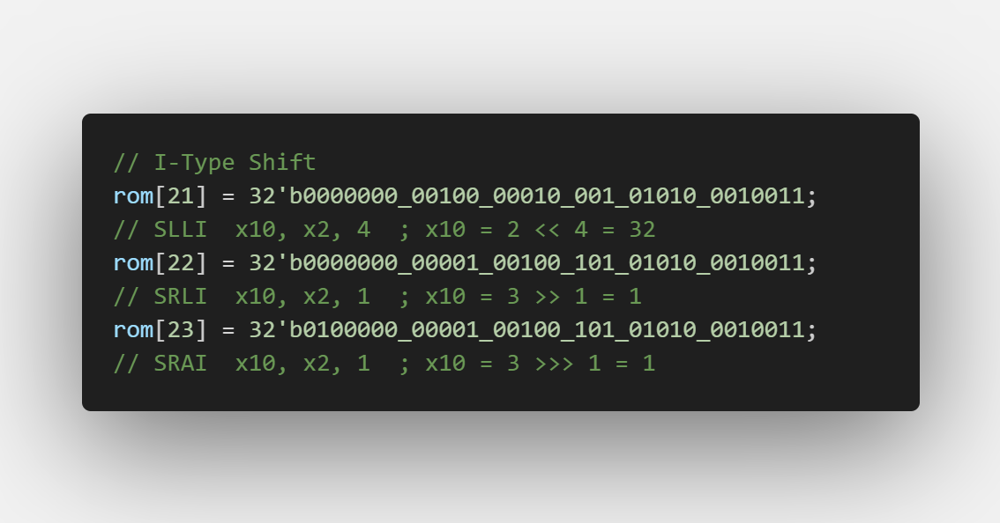 // I-Type Shift
rom[21] = 32'b0000000_00100_00010_001_01010_0010011;
// SLLI  x10, x2, 4  ; x10 = 2 << 4 = 32
rom[22] = 32'b0000000_00001_00100_101_01010_0010011;
// SRLI  x10, x2, 1  ; x10 = 3 >> 1 = 1
rom[23] = 32'b0100000_00001_00100_101_01010_0010011;
// SRAI  x10, x2, 1  ; x10 = 3 >>> 1 = 1